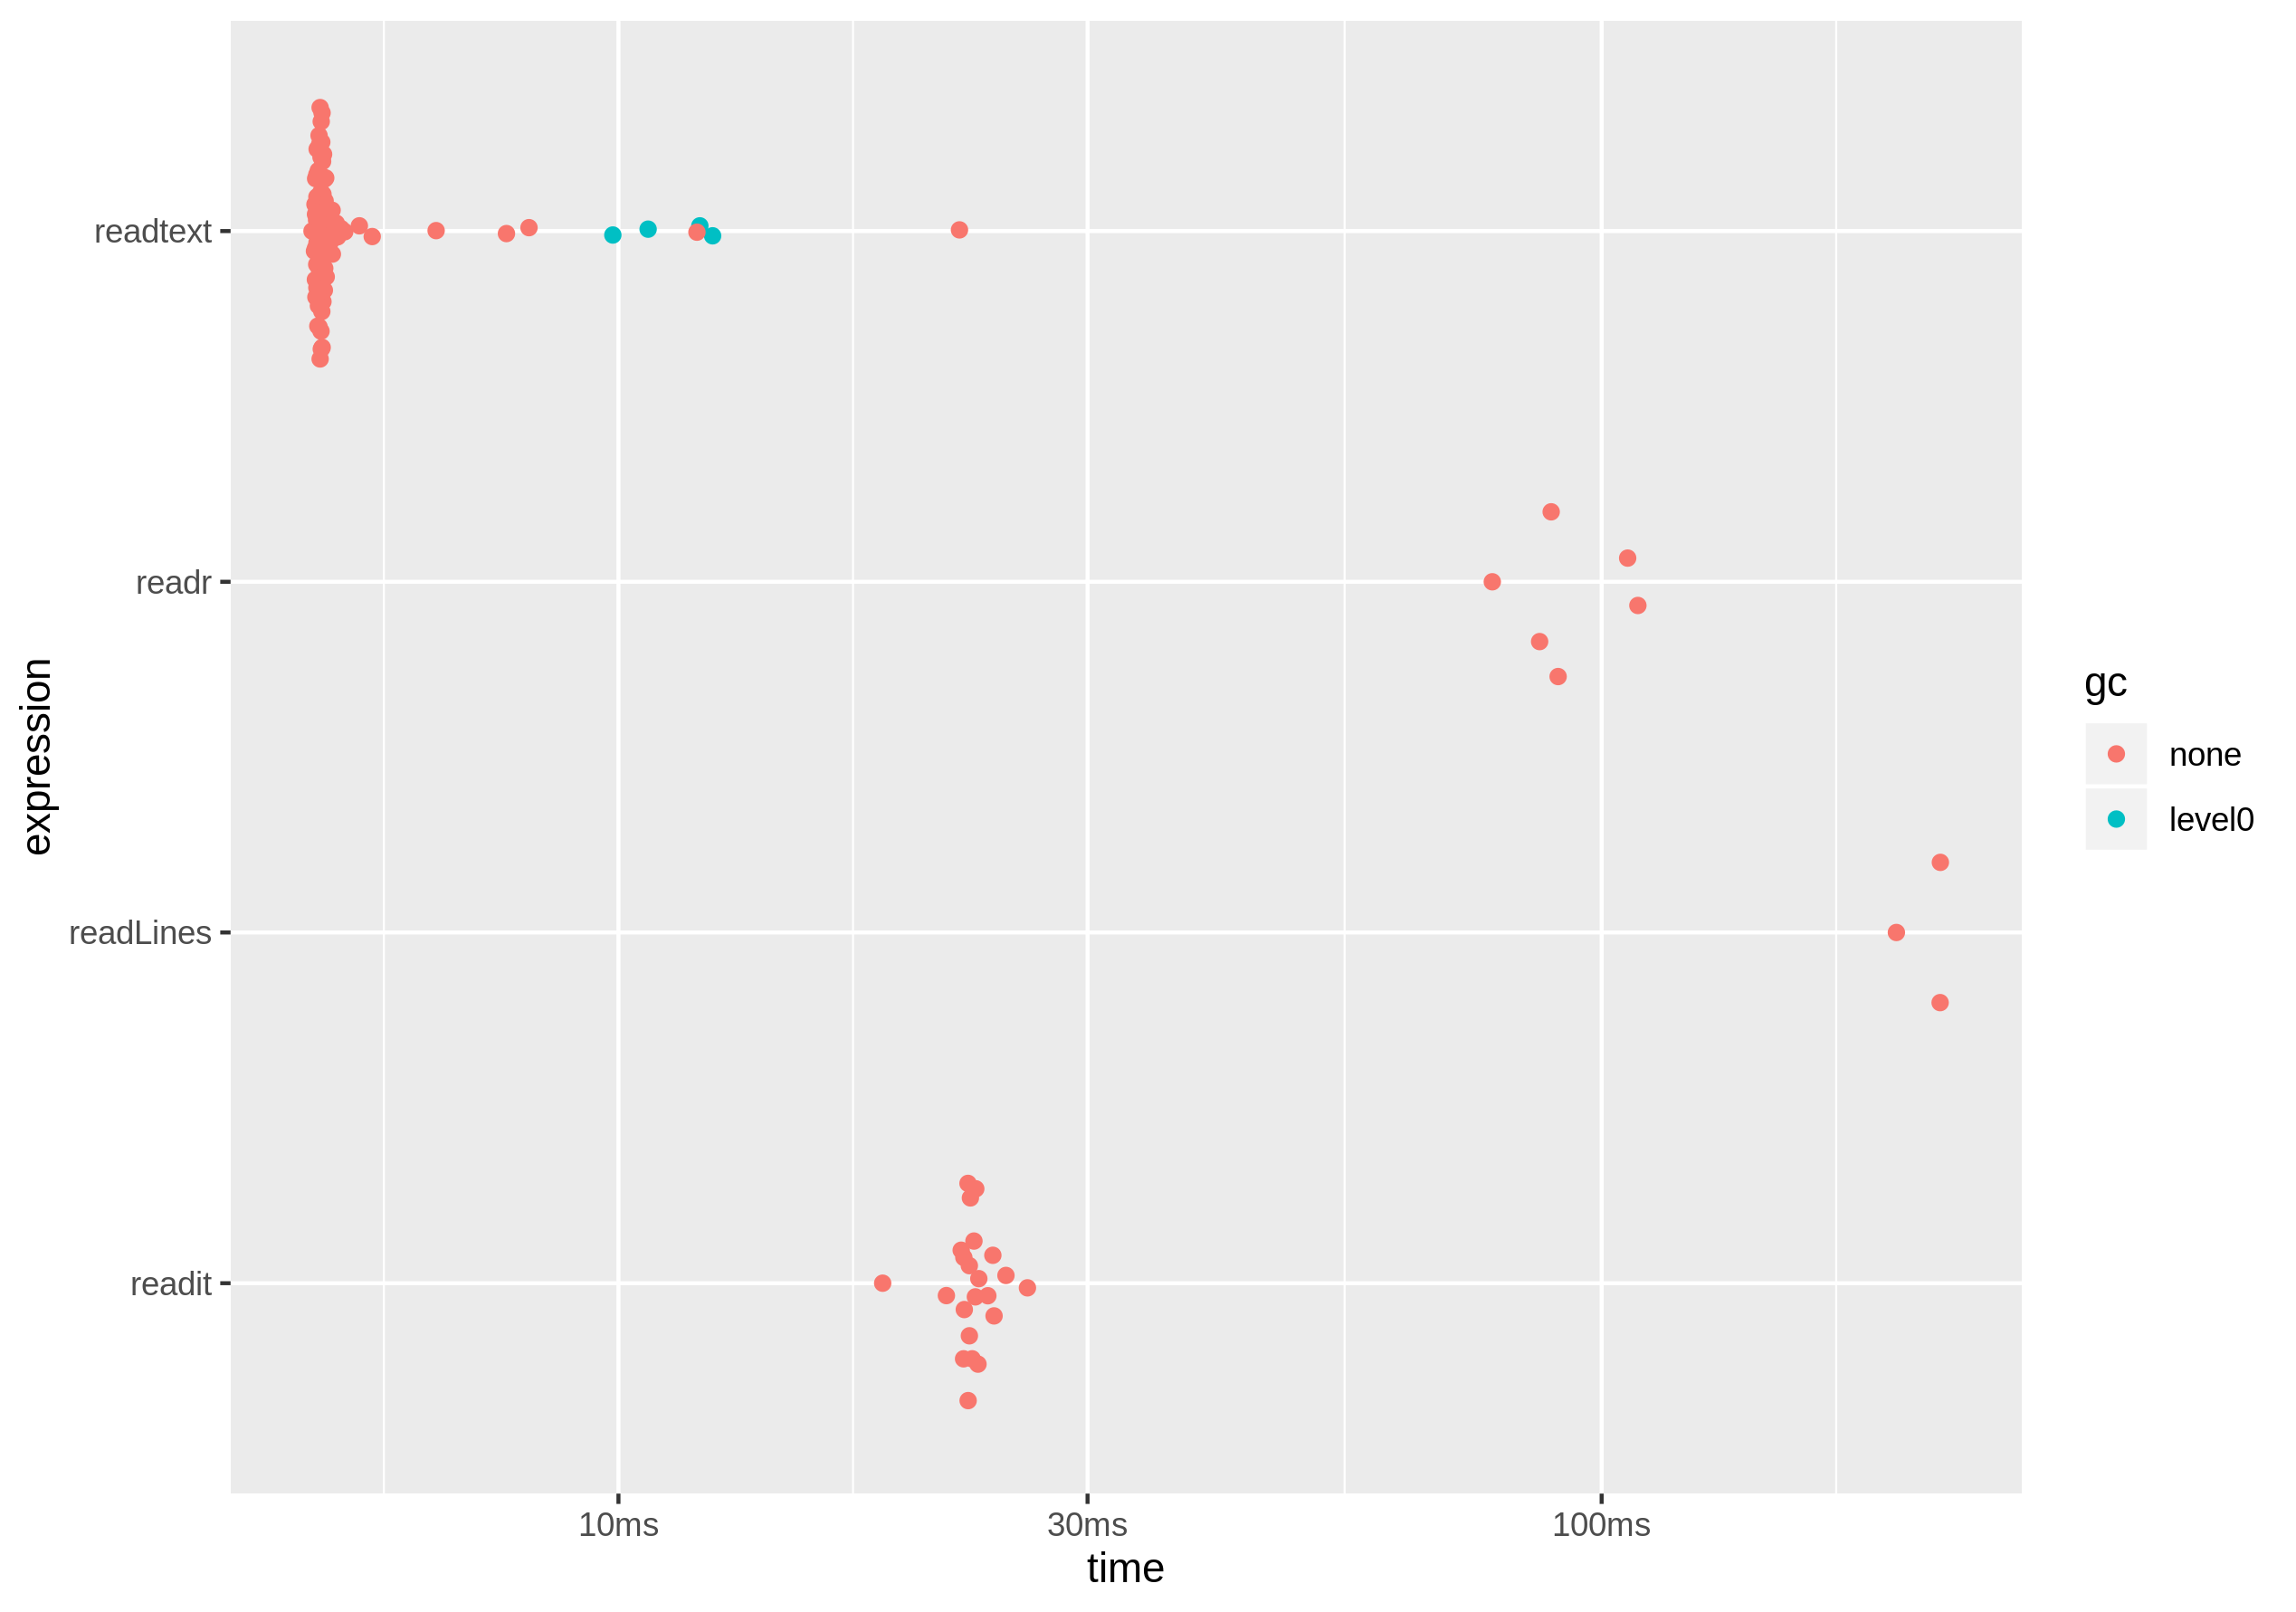 readtext
readr
readLines
readit
expression
10ms
30ms
100ms
time
gc
none
level0